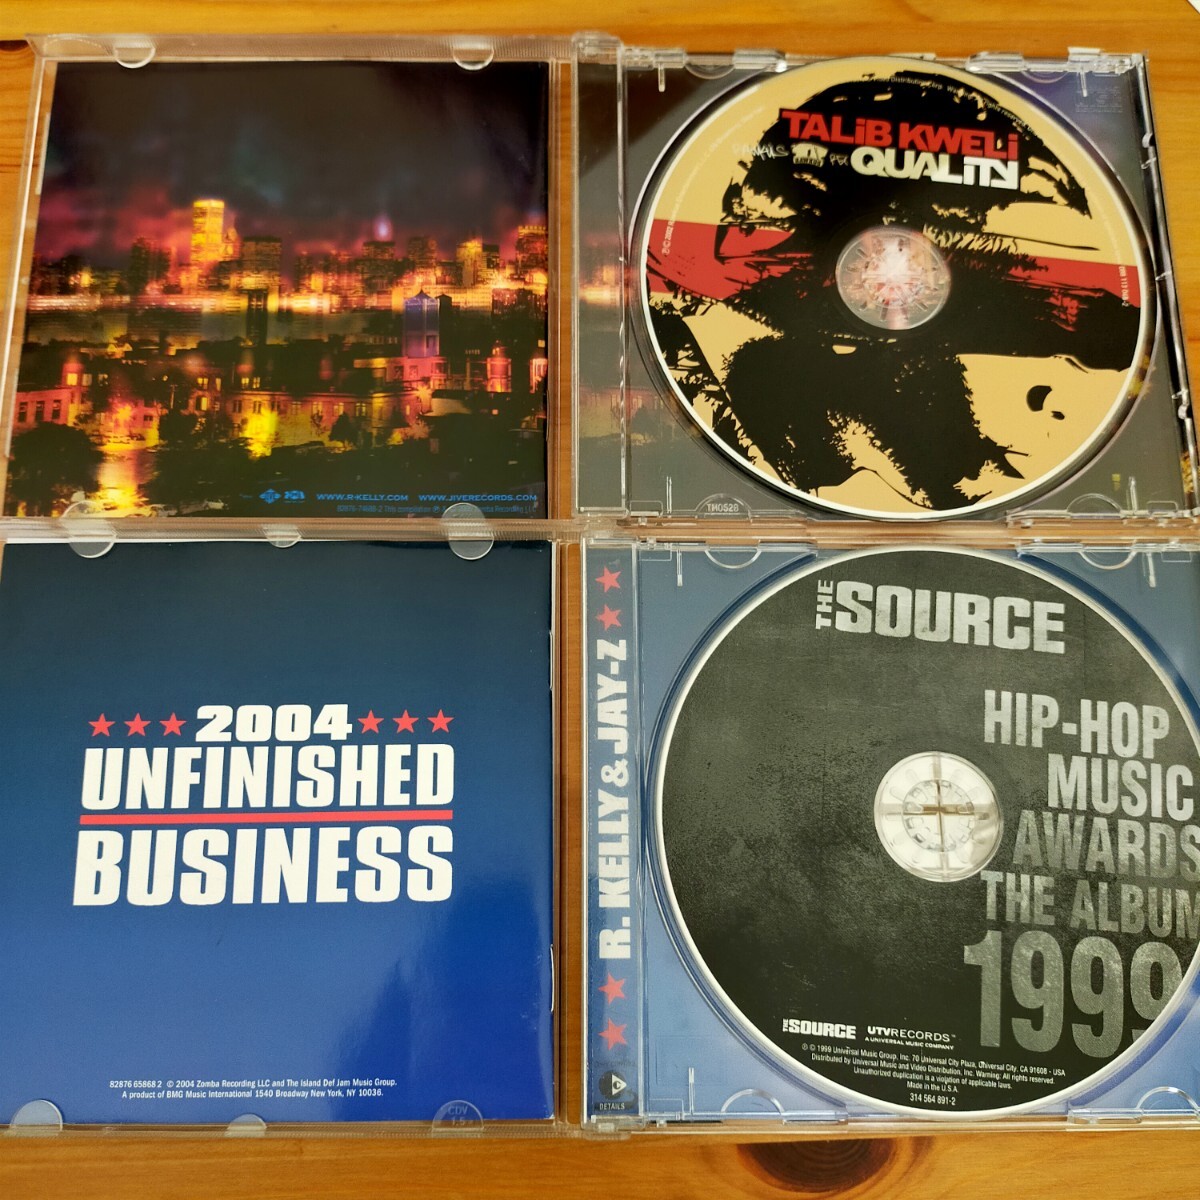 WWW.R-KELLY.COM WWW.JIVERECORDS.COM
TALiB KWELi
QUALITY
TH0528
★ ★ ★ 2004 ★ ★ ★
UNFINISHED
BUSINESS
82876 65868 2 ℗ © 2004 Zomba Recording LLC and The Island Def Jam Music Group.
A product of BMG Music International 1540 Broadway New York, NY 10036.
★ ★ R. KELLY & JAY-Z ★ ★
DETAILS
THE SOURCE
HIP-HOP
MUSIC
AWARDS
THE ALBUM
1999
THE SOURCE UTV RECORDS™
A UNIVERSAL MUSIC COMPANY
℗ © 1999 Universal Music Group, Inc. 70 Universal City Plaza, Universal City, CA 91608 - USA
Distributed by Universal Music and Video Distribution, Inc. Warning: All rights reserved.
Unauthorized duplication is a violation of applicable laws.
Made in the U.S.A.
314 564 891-2